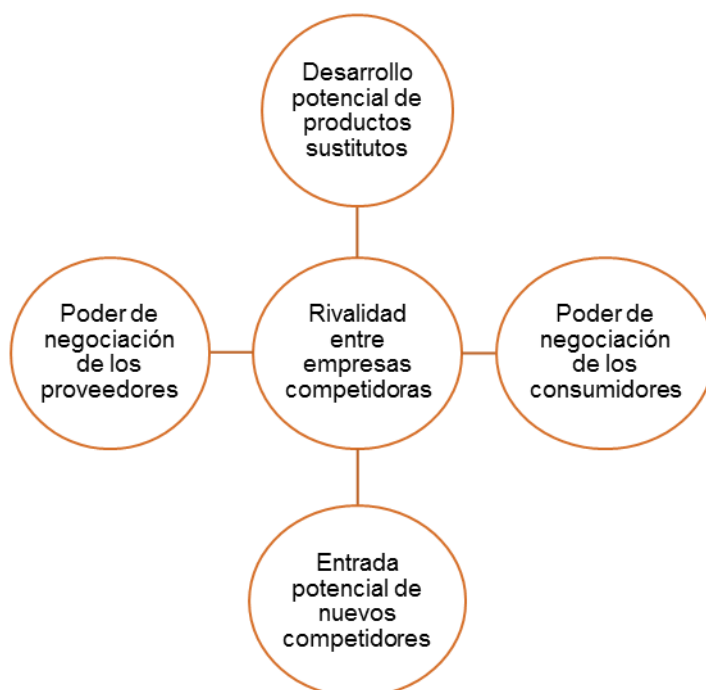 Desarrollo
potencial de
productos
sustitutos
Poder de
negociación
de los
proveedores
Rivalidad
entre
empresas
competidoras
Poder de
negociación
de los
consumidores
Entrada
potencial de
nuevos
competidores